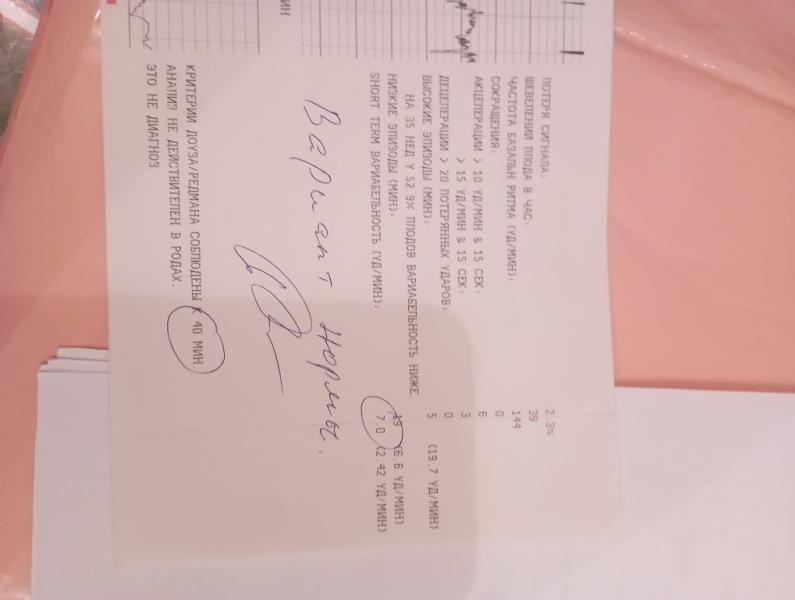 ПОТЕРЯ СИГНАЛА: 2.3%
ШЕВЕЛЕНИЙ ПЛОДА В ЧАС: 39
ЧАСТОТА БАЗАЛЬН РИТМА (УД/МИН): 144
СОКРАЩЕНИЯ: 0
АКЦЕЛЕРАЦИИ > 10 УД/МИН & 15 СЕК: 6
> 15 УД/МИН & 15 СЕК: 3
ДЕЦЕЛЕРАЦИИ > 20 ПОТЕРЯННЫХ УДАРОВ: 0
ВЫСОКИЕ ЭПИЗОДЫ (МИН): 5 (19.7 УД/МИН)
НА 35 НЕД У 52.9% ПЛОДОВ ВАРИАБЕЛЬНОСТЬ НИЖЕ.
НИЗКИЕ ЭПИЗОДЫ (МИН): (6.6 УД/МИН)
SHORT TERM ВАРИАБЕЛЬНОСТЬ (УД/МИН): 7.0 (2.42 УД/МИН)
ИН
Вариант нормы.
КРИТЕРИИ ДОУЗА/РЕДМАНА СОБЛЮДЕНЫ К 40 МИН.
АНАЛИЗ НЕ ДЕЙСТВИТЕЛЕН В РОДАХ.
ЭТО НЕ ДИАГНОЗ.